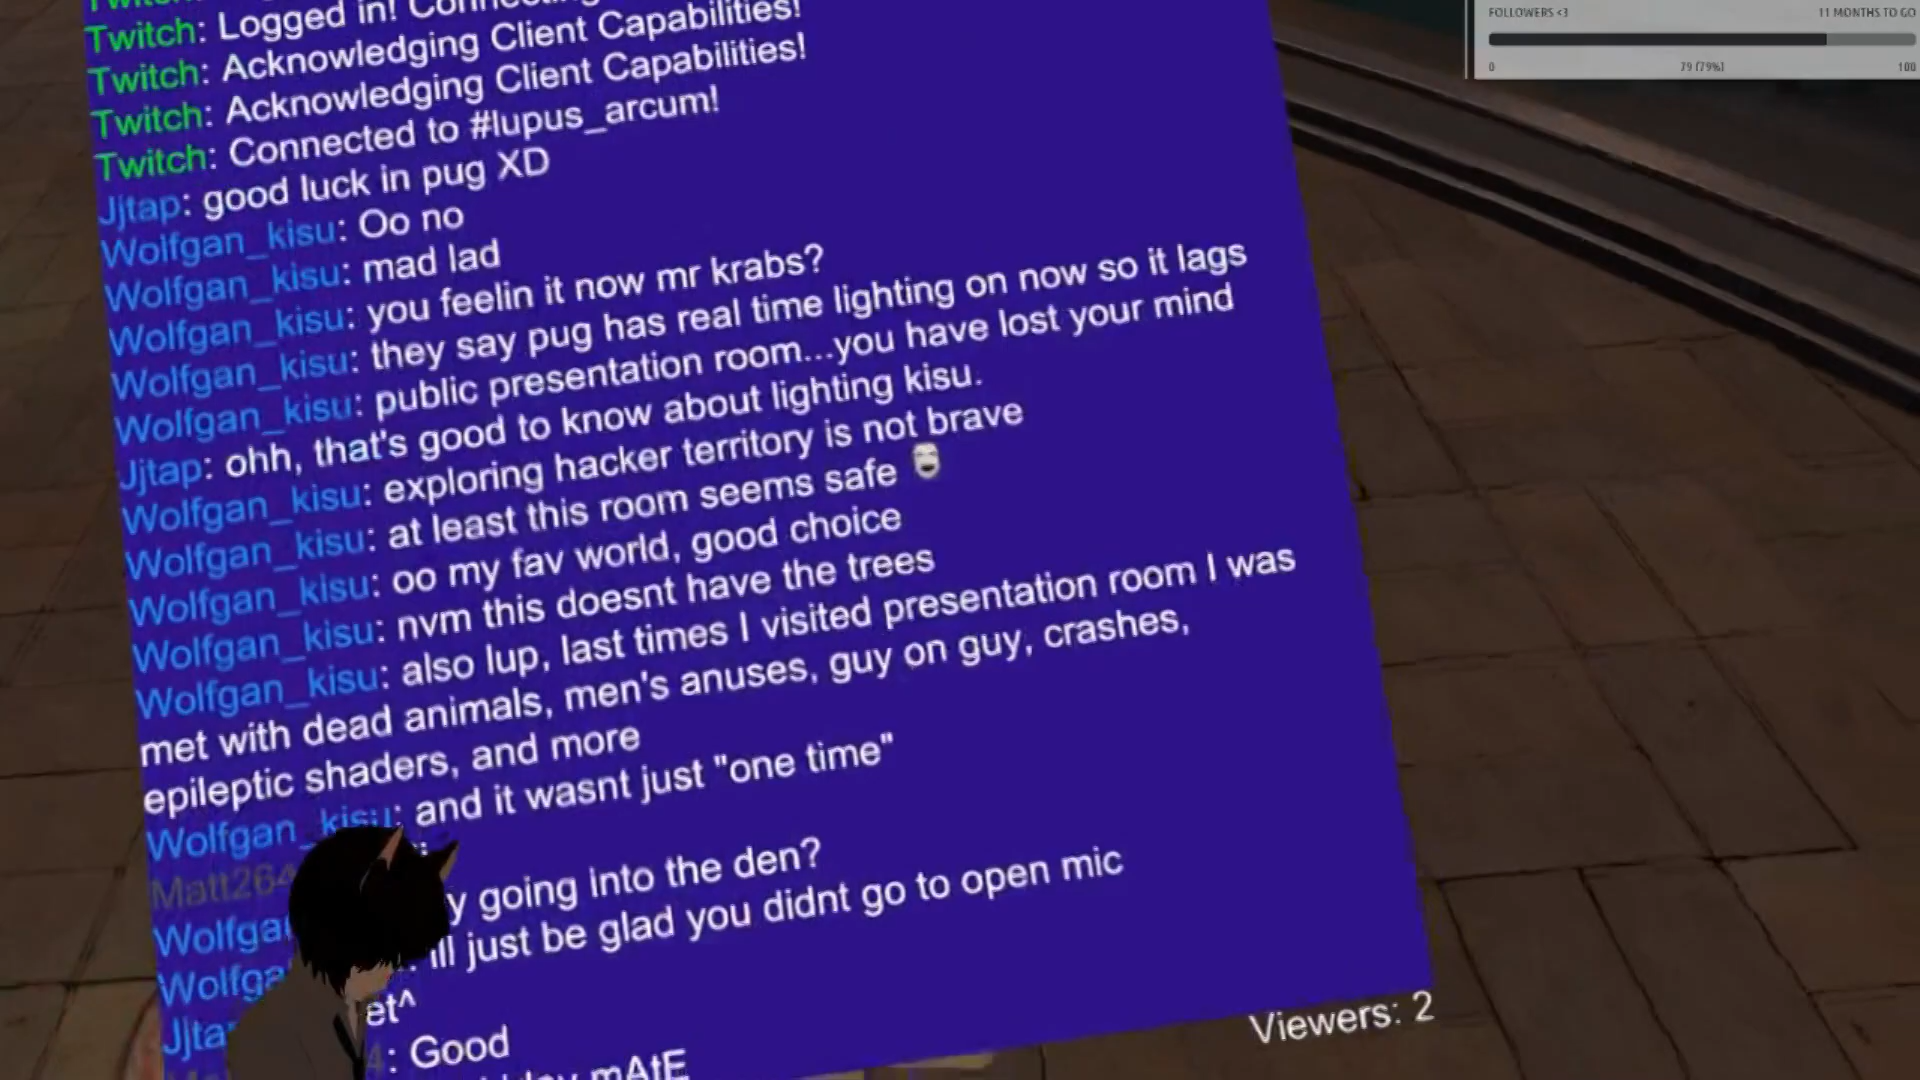 FOLLOWERS <3 11 MONTHS TO GO
0 79 (79%) 100
Twitch: Logged in!
Twitch: Acknowledging Client Capabilities!
Twitch: Acknowledging Client Capabilities!
Twitch: Connected to #lupus_arcum!
Jjtap: good luck in pug XD
Wolfgan_kisu: Oo no
Wolfgan_kisu: mad lad
Wolfgan_kisu: you feelin it now mr krabs?
Wolfgan_kisu: they say pug has real time lighting on now so it lags
Wolfgan_kisu: public presentation room...you have lost your mind
Jjtap: ohh, that's good to know about lighting kisu.
Wolfgan_kisu: exploring hacker territory is not brave
Wolfgan_kisu: at least this room seems safe
Wolfgan_kisu: oo my fav world, good choice
Wolfgan_kisu: nvm this doesnt have the trees
Wolfgan_kisu: also lup, last times I visited presentation room I was
met with dead animals, men's anuses, guy on guy, crashes,
epileptic shaders, and more
Wolfgan_kisu: and it wasnt just "one time"
Matt264
Wolfga y going into the den?
Wolfga ill just be glad you didnt go to open mic
Jjta et^
4: Good
mAtE
Viewers: 2